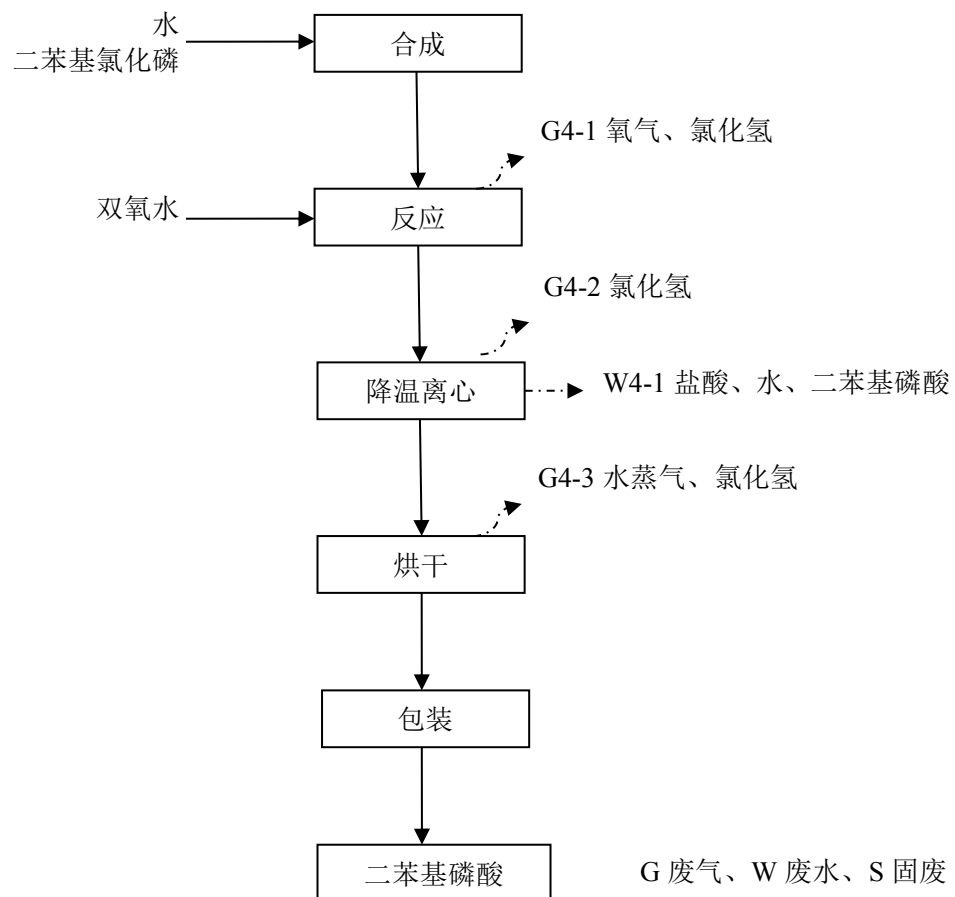 水
二苯基氯化磷
合成
G4-1 氧气、氯化氢
双氧水
反应
G4-2 氯化氢
降温离心
W4-1 盐酸、水、二苯基磷酸
G4-3 水蒸气、氯化氢
烘干
包装
二苯基磷酸
G 废气、W 废水、S 固废